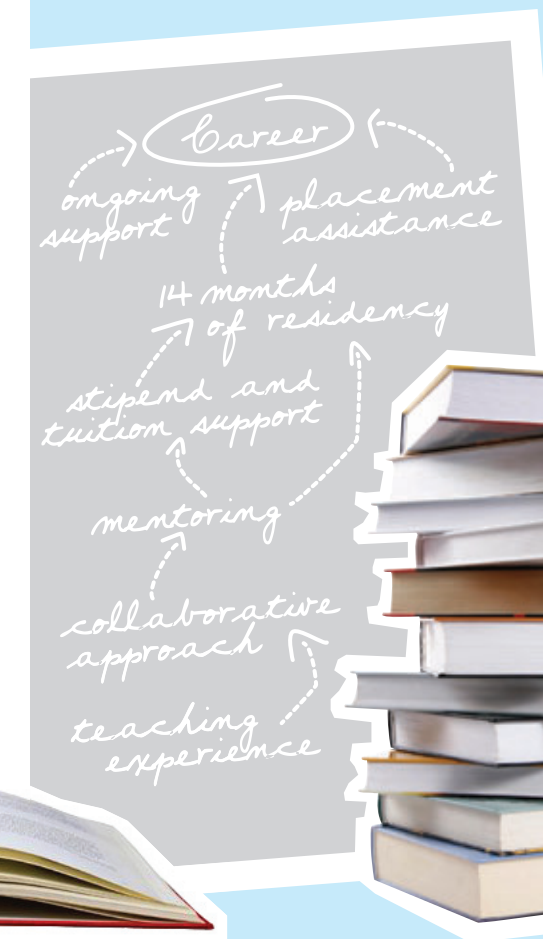 Career
ongoing
support
placement
assistance
14 months
of residency
stipend and
tuition support
mentoring
collaborative
approach
teaching
experience